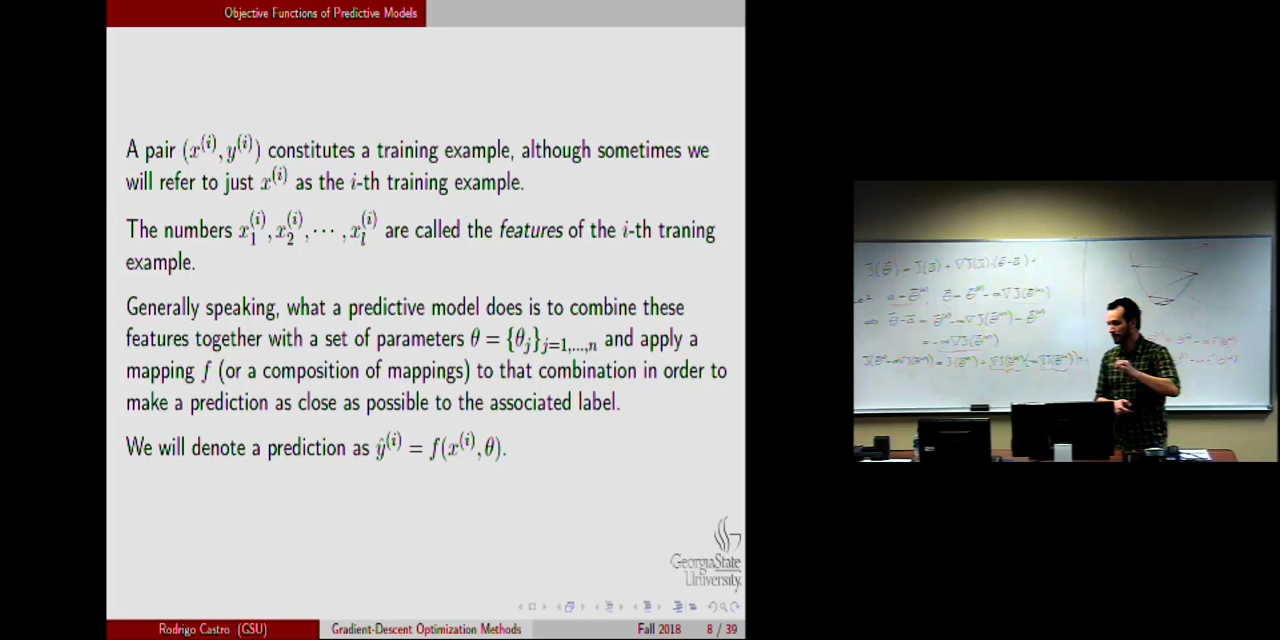 Objective Functions of Predictive Models
A pair (x^{(i)}, y^{(i)}) constitutes a training example, although sometimes we
will refer to just x^{(i)} as the i-th training example.
The numbers x_1^{(i)}, x_2^{(i)}, ⋯ , x_l^{(i)} are called the features of the i-th traning
example.
Generally speaking, what a predictive model does is to combine these
features together with a set of parameters θ = {θ_j}_{j=1,...,n} and apply a
mapping f (or a composition of mappings) to that combination in order to
make a prediction as close as possible to the associated label.
We will denote a prediction as ŷ^{(i)} = f(x^{(i)}, θ).
GeorgiaState
University
Rodrigo Castro (GSU)
Gradient-Descent Optimization Methods
Fall 2018
8 / 39